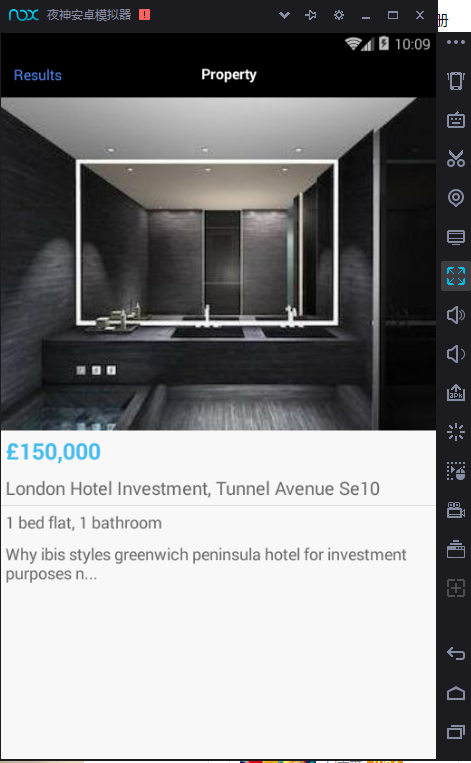 nox 夜神安卓模拟器
册
10:09
Results
Property
£150,000
London Hotel Investment, Tunnel Avenue Se10
1 bed flat, 1 bathroom
Why ibis styles greenwich peninsula hotel for investment
purposes n...